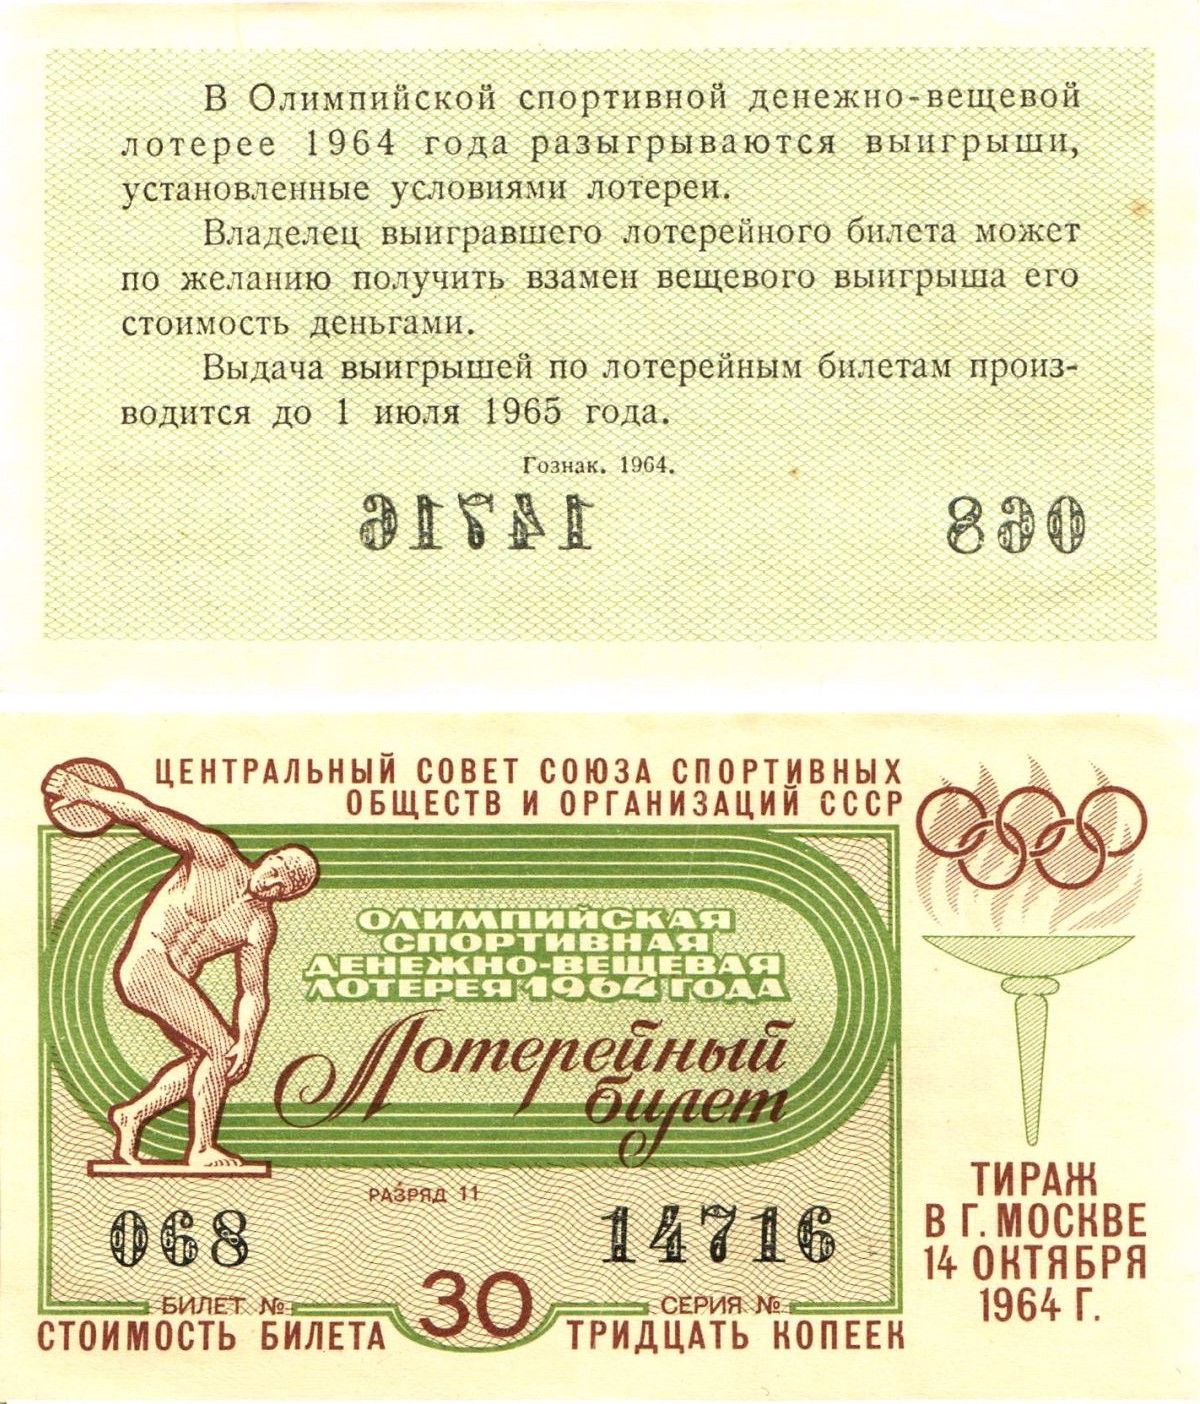 В Олимпийской спортивной денежно-вещевой
лотерее 1964 года разыгрываются выигрыши,
установленные условиями лотереи.
Владелец выигравшего лотерейного билета может
по желанию получить взамен вещевого выигрыша его
стоимость деньгами.
Выдача выигрышей по лотерейным билетам произ-
водится до 1 июля 1965 года.
Гознак. 1964.
14716 068
ЦЕНТРАЛЬНЫЙ СОВЕТ СОЮЗА СПОРТИВНЫХ
ОБЩЕСТВ И ОРГАНИЗАЦИЙ СССР
ОЛИМПИЙСКАЯ
СПОРТИВНАЯ
ДЕНЕЖНО-ВЕЩЕВАЯ
ЛОТЕРЕЯ 1964 ГОДА
Лотерейный
билет
РАЗРЯД 11
068 14716
БИЛЕТ № СЕРИЯ №
СТОИМОСТЬ БИЛЕТА 30 ТРИДЦАТЬ КОПЕЕК
ТИРАЖ
В Г. МОСКВЕ
14 ОКТЯБРЯ
1964 Г.